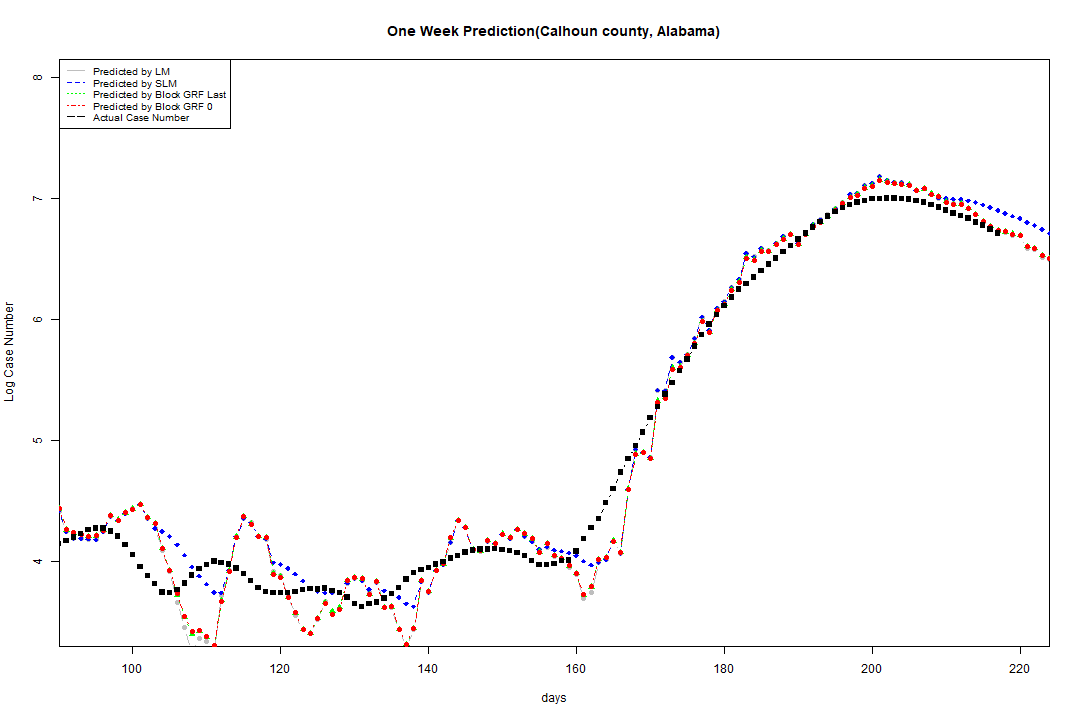 One Week Prediction(Calhoun county, Alabama)
Predicted by LM
Predicted by SLM
Predicted by Block GRF Last
Predicted by Block GRF 0
Actual Case Number
8
7
6
5
4
Log Case Number
100 120 140 160 180 200 220
days